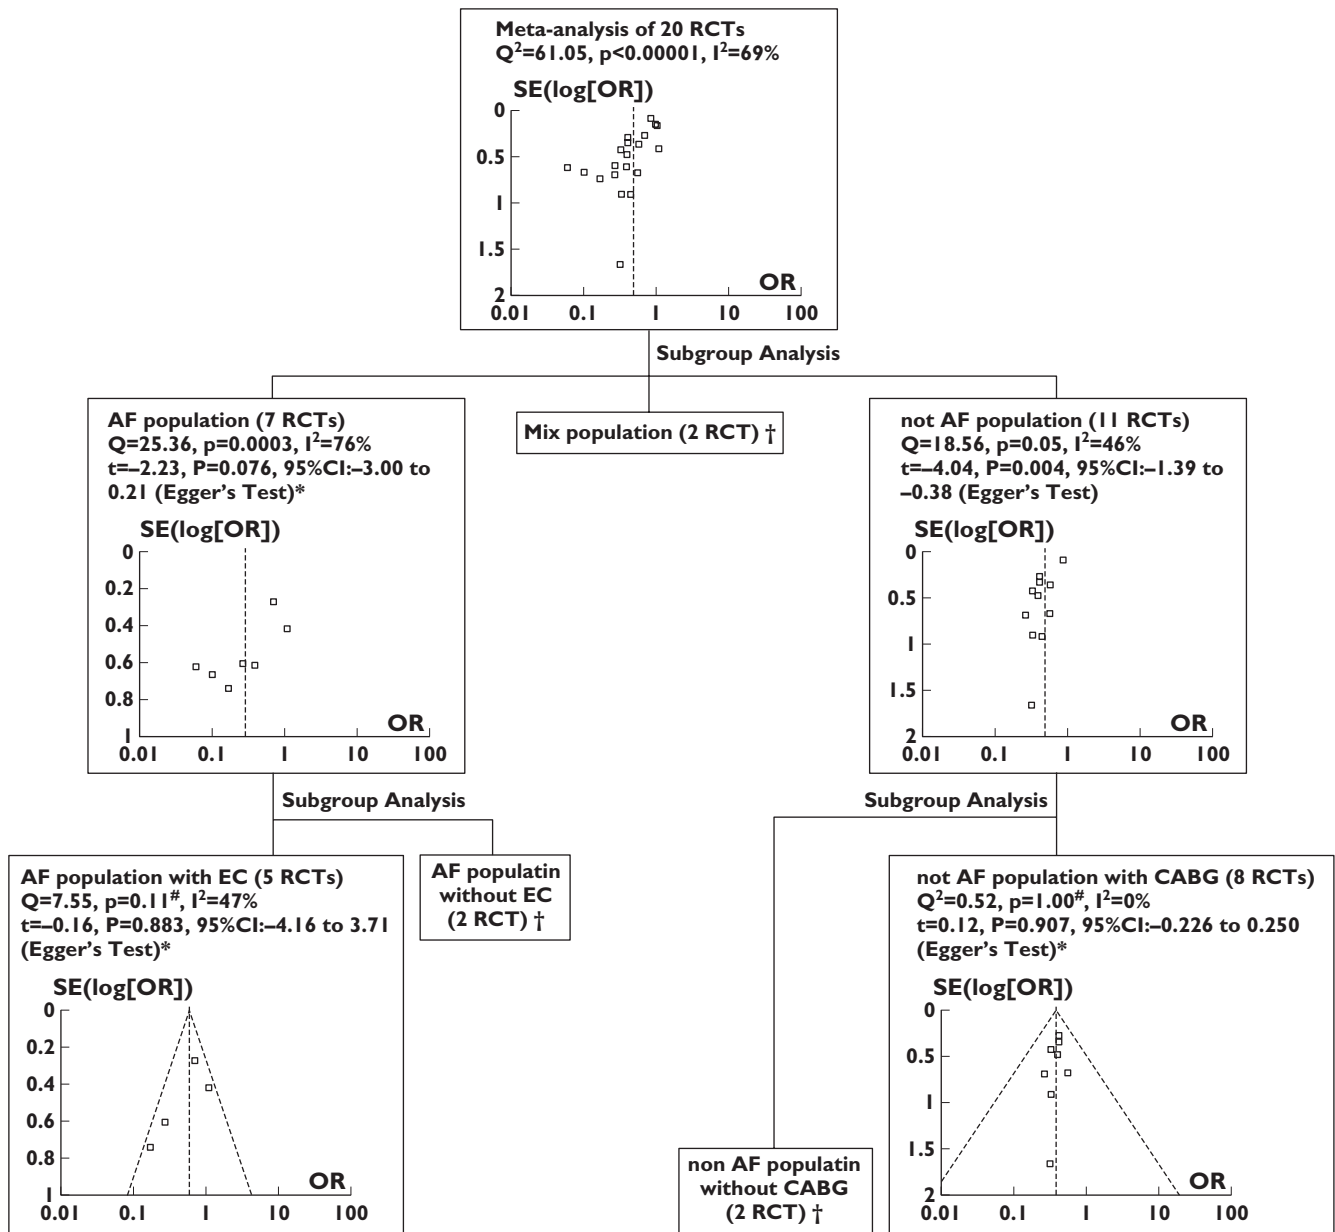 Meta-analysis of 20 RCTs
Q²=61.05, p<0.00001, I²=69%
SE(log[OR])
0
0.5
1
1.5
2
OR
0.01 0.1 1 10 100
Subgroup Analysis
AF population (7 RCTs)
Q=25.36, p=0.0003, I²=76%
t=–2.23, P=0.076, 95%CI:–3.00 to
0.21 (Egger's Test)*
SE(log[OR])
0
0.2
0.4
0.6
0.8
1
OR
0.01 0.1 1 10 100
Mix population (2 RCT) †
not AF population (11 RCTs)
Q=18.56, p=0.05, I²=46%
t=–4.04, P=0.004, 95%CI:–1.39 to
–0.38 (Egger's Test)
SE(log[OR])
0
0.5
1
1.5
2
OR
0.01 0.1 1 10 100
Subgroup Analysis
AF population with EC (5 RCTs)
Q=7.55, p=0.11#, I²=47%
t=–0.16, P=0.883, 95%CI:–4.16 to 3.71
(Egger's Test)*
SE(log[OR])
0
0.2
0.4
0.6
0.8
1
OR
0.01 0.1 1 10 100
AF populatin
without EC
(2 RCT) †
Subgroup Analysis
non AF populatin
without CABG
(2 RCT) †
not AF population with CABG (8 RCTs)
Q²=0.52, p=1.00#, I²=0%
t=0.12, P=0.907, 95%CI:–0.226 to 0.250
(Egger's Test)*
SE(log[OR])
0
0.5
1
1.5
2
OR
0.01 0.1 1 10 100